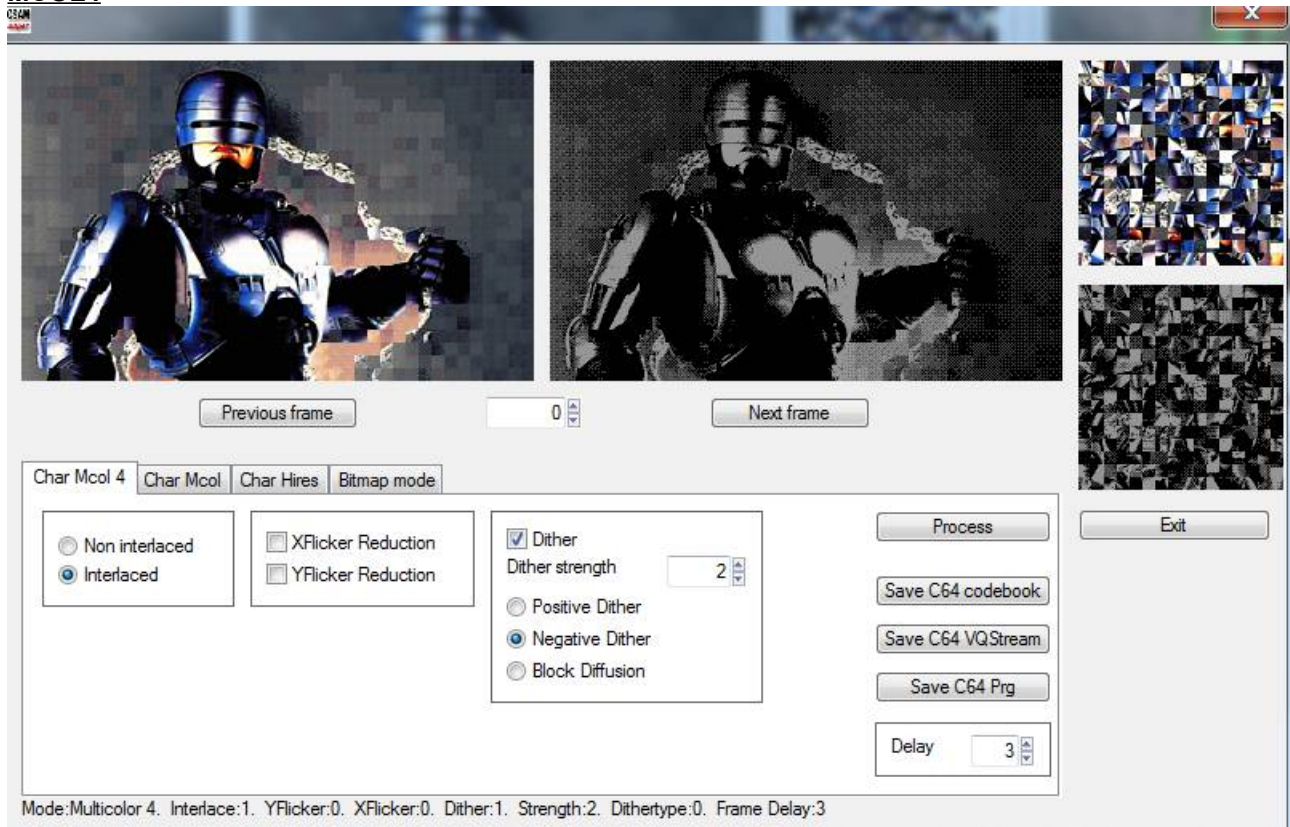 CSAM
X
Previous frame
0
Next frame
Char Mcol 4 Char Mcol Char Hires Bitmap mode
Non interlaced
Interlaced
XFlicker Reduction
YFlicker Reduction
Dither
Dither strength 2
Positive Dither
Negative Dither
Block Diffusion
Process
Save C64 codebook
Save C64 VQStream
Save C64 Prg
Delay 3
Exit
Mode:Multicolor 4. Interlace:1. YFlicker:0. XFlicker:0. Dither:1. Strength:2. Dithertype:0. Frame Delay:3